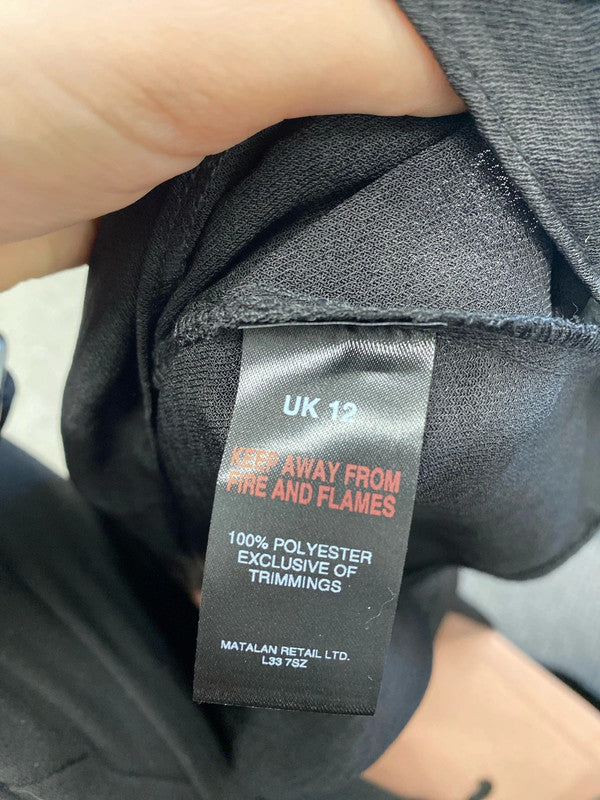 UK 12
KEEP AWAY FROM
FIRE AND FLAMES
100% POLYESTER
EXCLUSIVE OF
TRIMMINGS
MATALAN RETAIL LTD.
L33 7SZ